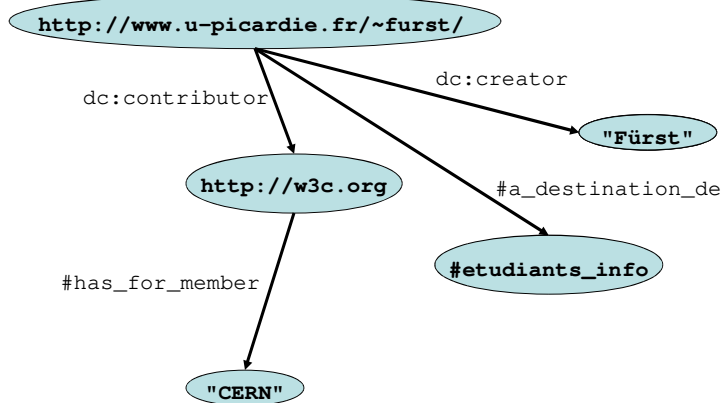 http://www.u-picardie.fr/~furst/
dc:creator
dc:contributor
"Fürst"
http://w3c.org
#a_destination_de
#etudiants_info
#has_for_member
"CERN"